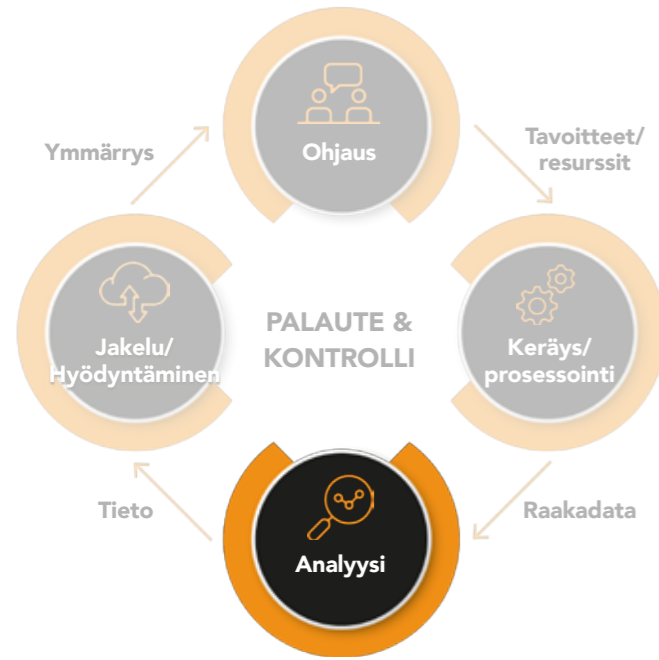 Ohjaus
Ymmärrys
Tavoitteet/
resurssit
Jakelu/
Hyödyntäminen
PALAUTE &
KONTROLLI
Keräys/
prosessointi
Tieto
Raakadata
Analyysi